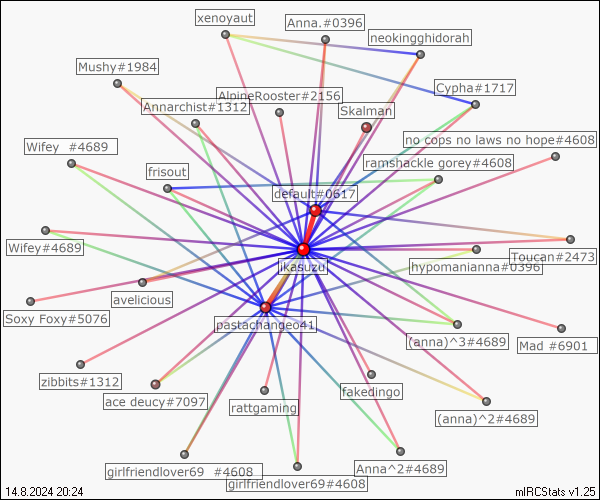 xenoyaut
Anna.#0396
neokingghidorah
Mushy#1984
AlpineRooster#2156
Cypha#1717
Annarchist#1312
Skalman
no cops no laws no hope#4608
Wifey  #4689
ramshackle gorey#4608
frisout
default#0617
Wifey#4689
Toucan#2473
jkasuzu
hypomanianna#0396
avelicious
Soxy Foxy#5076
pastachangeo41
(anna)^3#4689
Mad #6901
zibbits#1312
ace deucy#7097
fakedingo
rattgaming
(anna)^2#4689
girlfriendlover69  #4608
Anna^2#4689
girlfriendlover69#4608
14.8.2024 20:24
mIRCStats v1.25